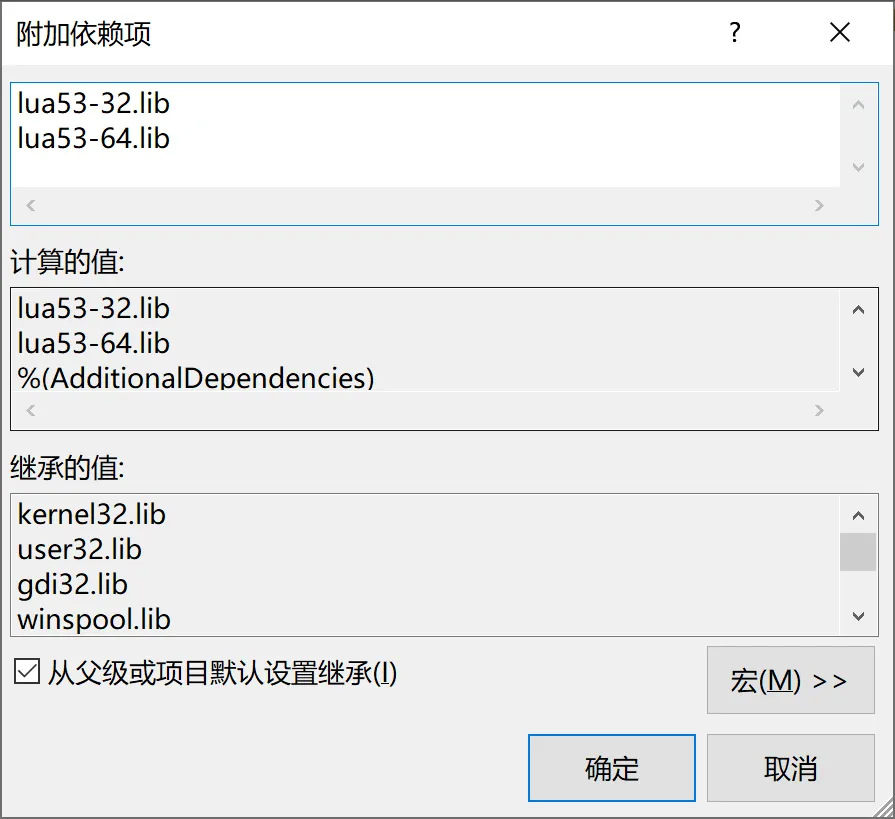 附加依赖项
?
lua53-32.lib
lua53-64.lib
计算的值:
lua53-32.lib
lua53-64.lib
%(AdditionalDependencies)
继承的值:
kernel32.lib
user32.lib
gdi32.lib
winspool.lib
从父级或项目默认设置继承(I)
宏(M) >>
确定
取消